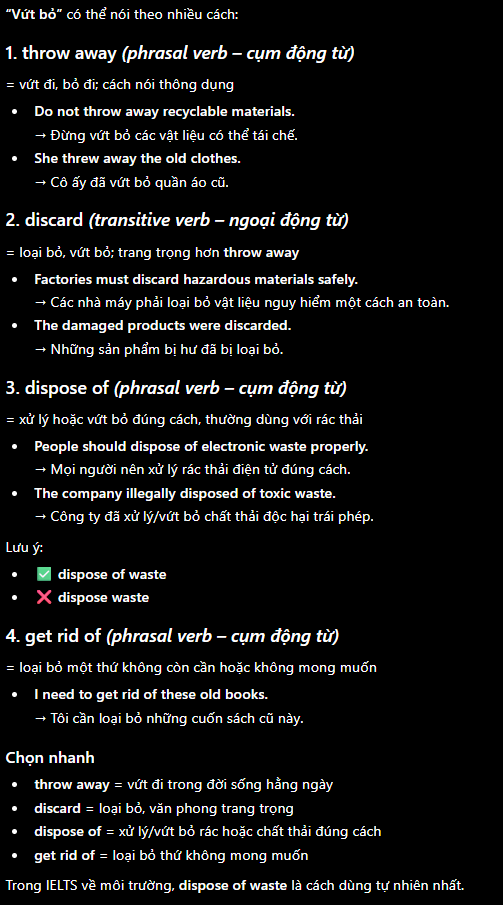 “Vứt bỏ” có thể nói theo nhiều cách:
1. throw away (phrasal verb – cụm động từ)
= vứt đi, bỏ đi; cách nói thông dụng
• Do not throw away recyclable materials.
→ Đừng vứt bỏ các vật liệu có thể tái chế.
• She threw away the old clothes.
→ Cô ấy đã vứt bỏ quần áo cũ.
2. discard (transitive verb – ngoại động từ)
= loại bỏ, vứt bỏ; trang trọng hơn throw away
• Factories must discard hazardous materials safely.
→ Các nhà máy phải loại bỏ vật liệu nguy hiểm một cách an toàn.
• The damaged products were discarded.
→ Những sản phẩm bị hư đã bị loại bỏ.
3. dispose of (phrasal verb – cụm động từ)
= xử lý hoặc vứt bỏ đúng cách, thường dùng với rác thải
• People should dispose of electronic waste properly.
→ Mọi người nên xử lý rác thải điện tử đúng cách.
• The company illegally disposed of toxic waste.
→ Công ty đã xử lý/vứt bỏ chất thải độc hại trái phép.
Lưu ý:
• ✅ dispose of waste
• ❌ dispose waste
4. get rid of (phrasal verb – cụm động từ)
= loại bỏ một thứ không còn cần hoặc không mong muốn
• I need to get rid of these old books.
→ Tôi cần loại bỏ những cuốn sách cũ này.
Chọn nhanh
• throw away = vứt đi trong đời sống hằng ngày
• discard = loại bỏ, văn phong trang trọng
• dispose of = xử lý/vứt bỏ rác hoặc chất thải đúng cách
• get rid of = loại bỏ thứ không mong muốn
Trong IELTS về môi trường, dispose of waste là cách dùng tự nhiên nhất.